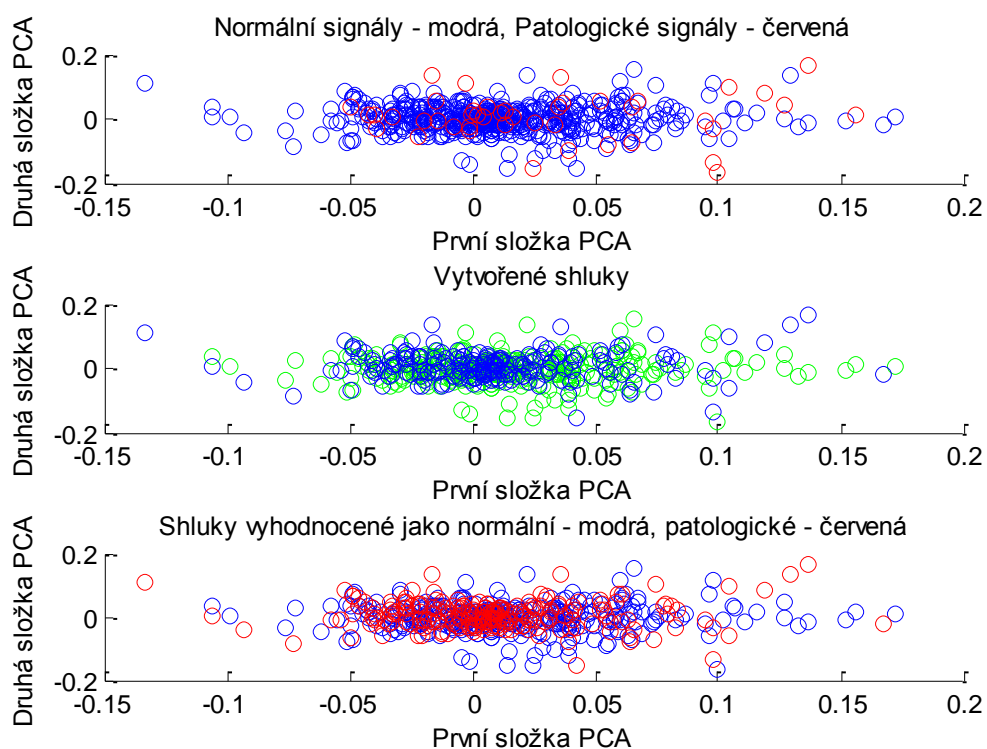 Normální signály - modrá, Patologické signály - červená
Druhá složka PCA
0.2
0
-0.2
-0.15 -0.1 -0.05 0 0.05 0.1 0.15 0.2
První složka PCA
Vytvořené shluky
Druhá složka PCA
0.2
0
-0.2
-0.15 -0.1 -0.05 0 0.05 0.1 0.15 0.2
První složka PCA
Shluky vyhodnocené jako normální - modrá, patologické - červená
Druhá složka PCA
0.2
0
-0.2
-0.15 -0.1 -0.05 0 0.05 0.1 0.15 0.2
První složka PCA